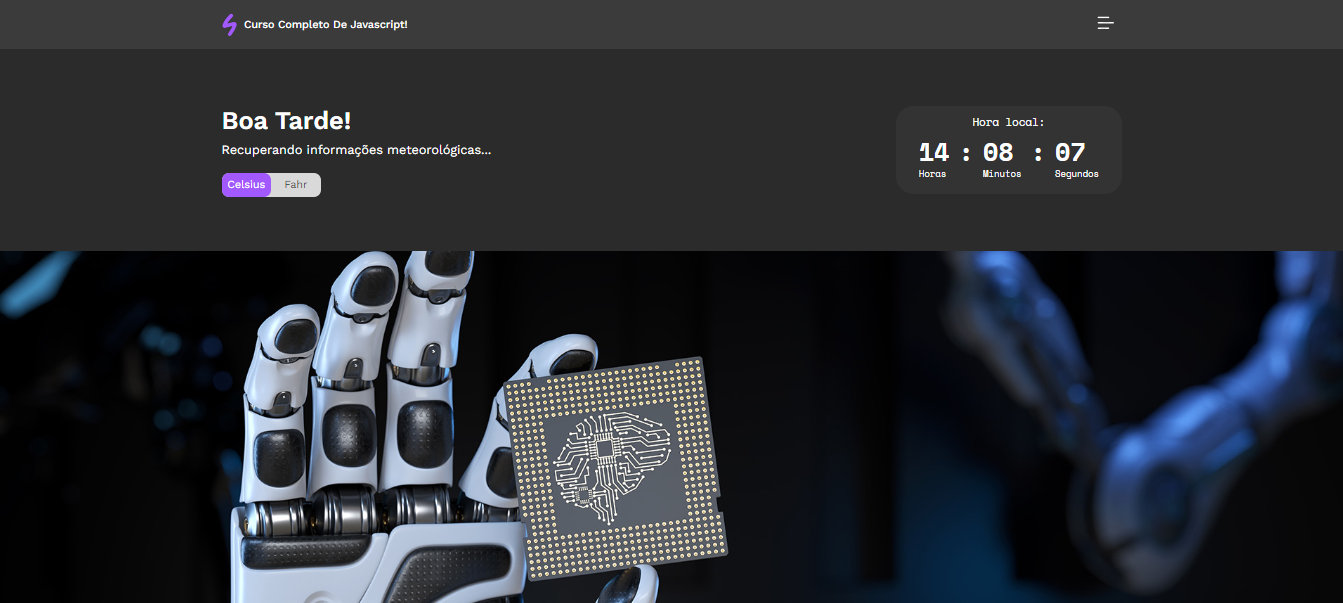 Curso Completo De Javascript!
Boa Tarde!
Recuperando informações meteorológicas...
Celsius Fahr
Hora local:
14 : 08 : 07
Horas Minutos Segundos